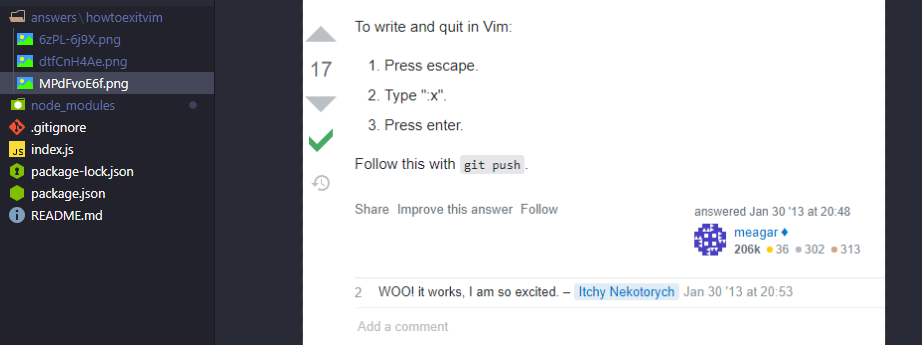 answers\howtoexitvim
6zPL-6j9X.png
dtfCnH4Ae.png
MPdFvoE6f.png
node_modules
.gitignore
JS index.js
package-lock.json
package.json
README.md
To write and quit in Vim:
17
1. Press escape.
2. Type ":x".
3. Press enter.
Follow this with git push.
Share Improve this answer Follow
answered Jan 30 '13 at 20:48
meagar ♦
206k ● 36 ● 302 ● 313
2 WOO! it works, I am so excited. – Itchy Nekotorych Jan 30 '13 at 20:53
Add a comment